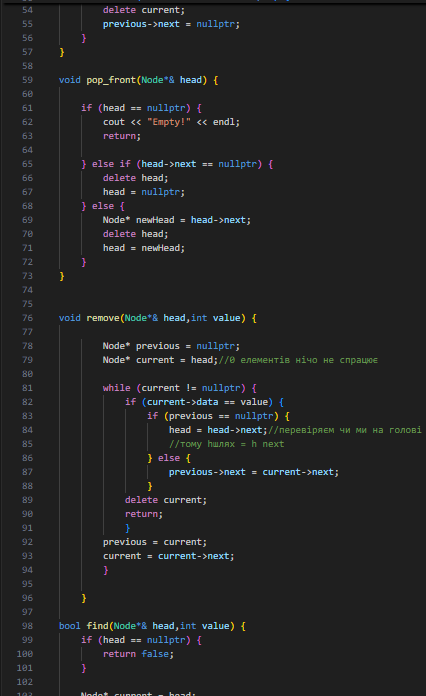 54 delete current;
55 previous->next = nullptr;
56 }
57 }
58
59 void pop_front(Node*& head) {
60
61 if (head == nullptr) {
62 cout << "Empty!" << endl;
63 return;
64
65 } else if (head->next == nullptr) {
66 delete head;
67 head = nullptr;
68 } else {
69 Node* newHead = head->next;
70 delete head;
71 head = newHead;
72 }
73 }
74
75
76 void remove(Node*& head,int value) {
77
78 Node* previous = nullptr;
79 Node* current = head;//0 елементів нічо не спрацює
80
81 while (current != nullptr) {
82 if (current->data == value) {
83 if (previous == nullptr) {
84 head = head->next;//перевіряєм чи ми на голові
85 //тому hшлях = h next
86 } else {
87 previous->next = current->next;
88 }
89 delete current;
90 return;
91 }
92 previous = current;
93 current = current->next;
94 }
95
96 }
97
98 bool find(Node*& head,int value) {
99 if (head == nullptr) {
100 return false;
101 }
102